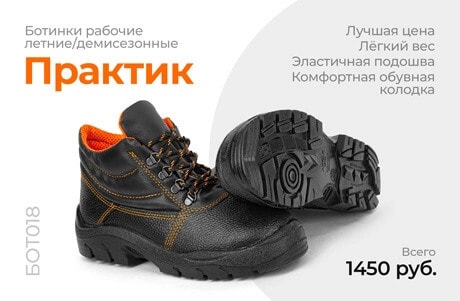 Ботинки рабочие
летние/демисезонные
Практик
Лучшая цена
Лёгкий вес
Эластичная подошва
Комфортная обувная
колодка
БОТ018
Всего
1450 руб.